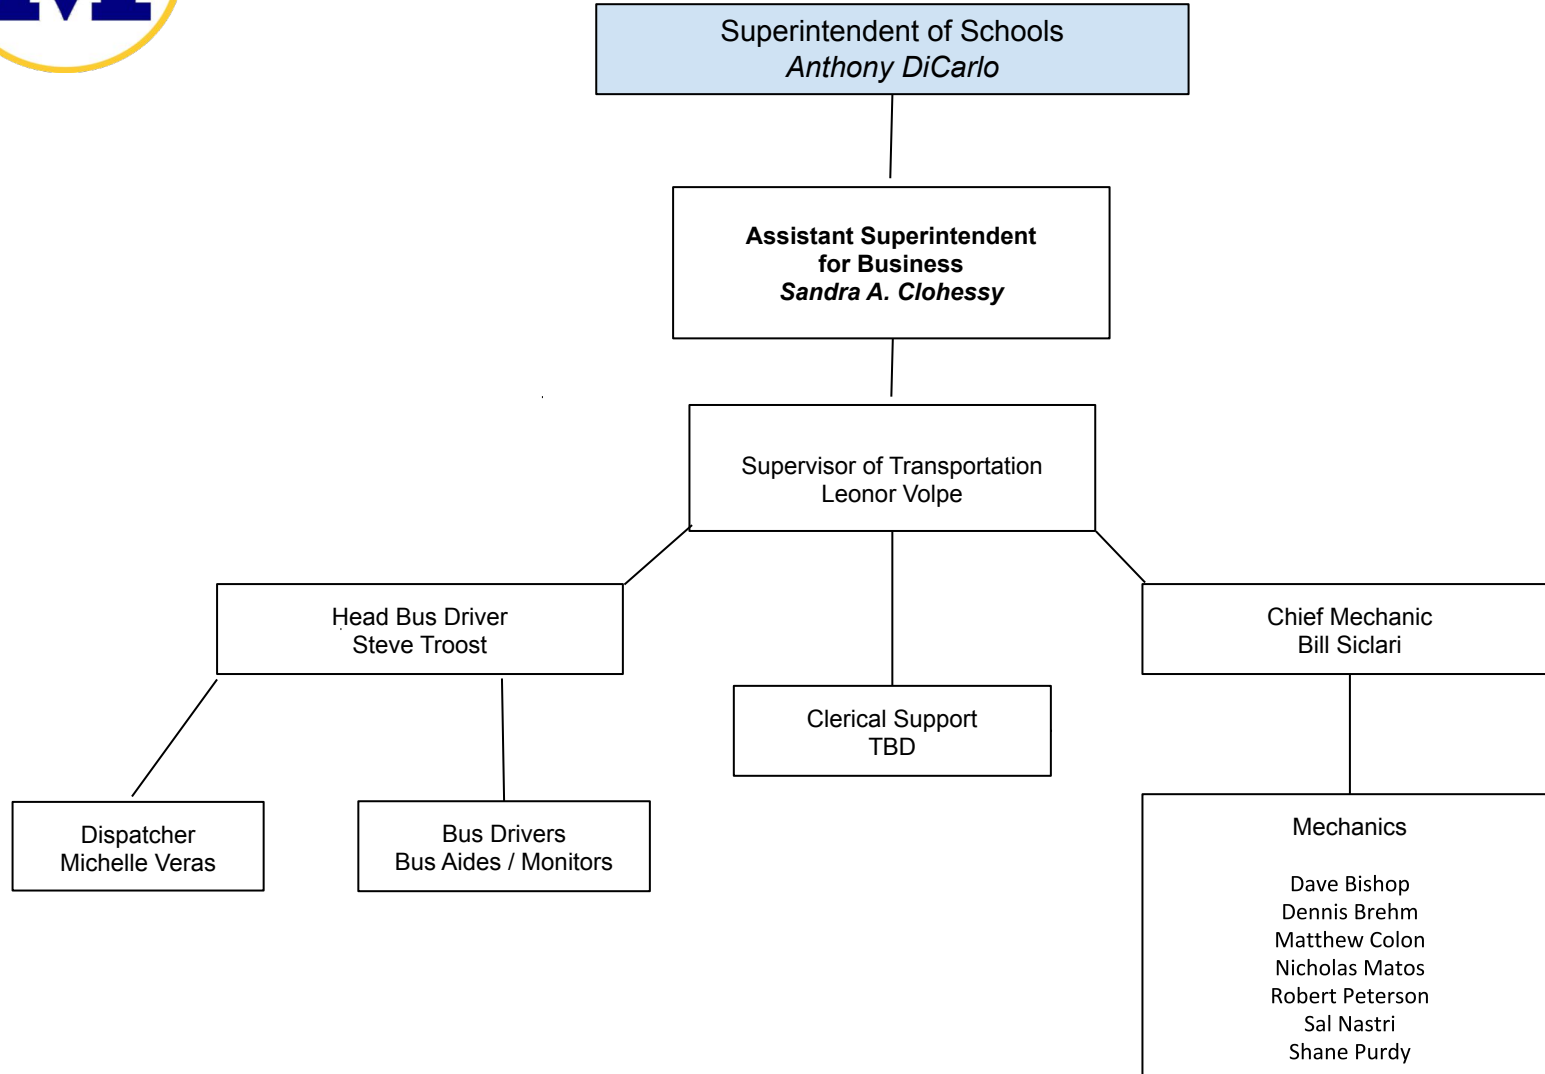 M
Superintendent of Schools
Anthony DiCarlo
Assistant Superintendent
for Business
Sandra A. Clohessy
Supervisor of Transportation
Leonor Volpe
Head Bus Driver
Steve Troost
Chief Mechanic
Bill Siclari
Clerical Support
TBD
Dispatcher
Michelle Veras
Bus Drivers
Bus Aides / Monitors
Mechanics
Dave Bishop
Dennis Brehm
Matthew Colon
Nicholas Matos
Robert Peterson
Sal Nastri
Shane Purdy